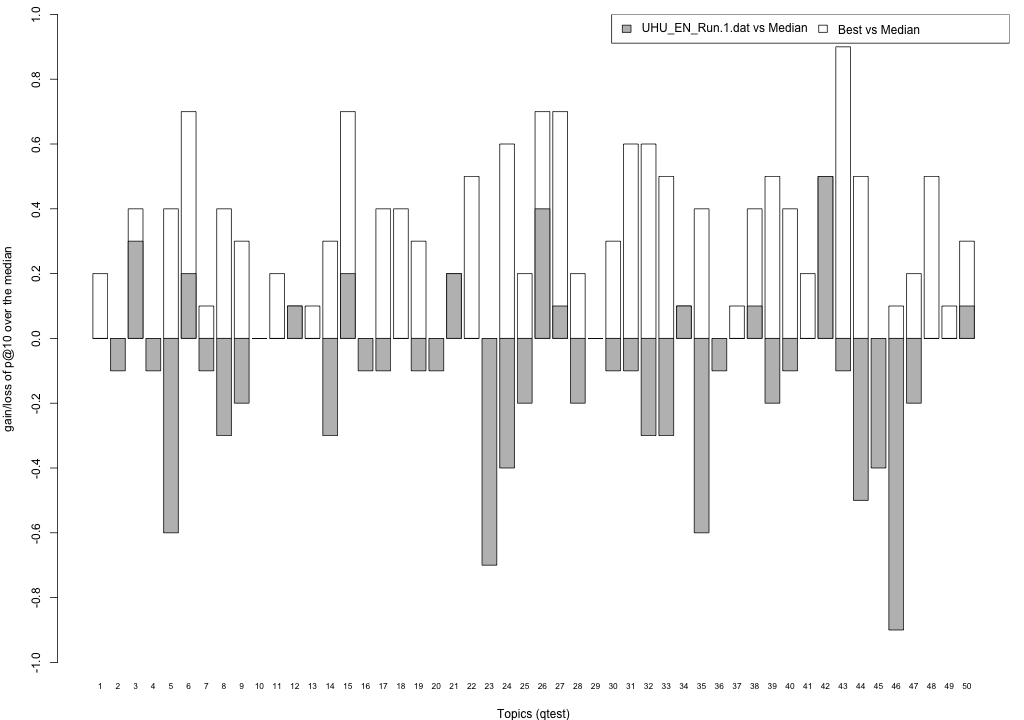 UHU_EN_Run.1.dat vs Median Best vs Median
1.0
0.8
0.6
0.4
0.2
0.0
-0.2
-0.4
-0.6
-0.8
-1.0
gain/loss of p@10 over the median
1 2 3 4 5 6 7 8 9 10 11 12 13 14 15 16 17 18 19 20 21 22 23 24 25 26 27 28 29 30 31 32 33 34 35 36 37 38 39 40 41 42 43 44 45 46 47 48 49 50
Topics (qtest)